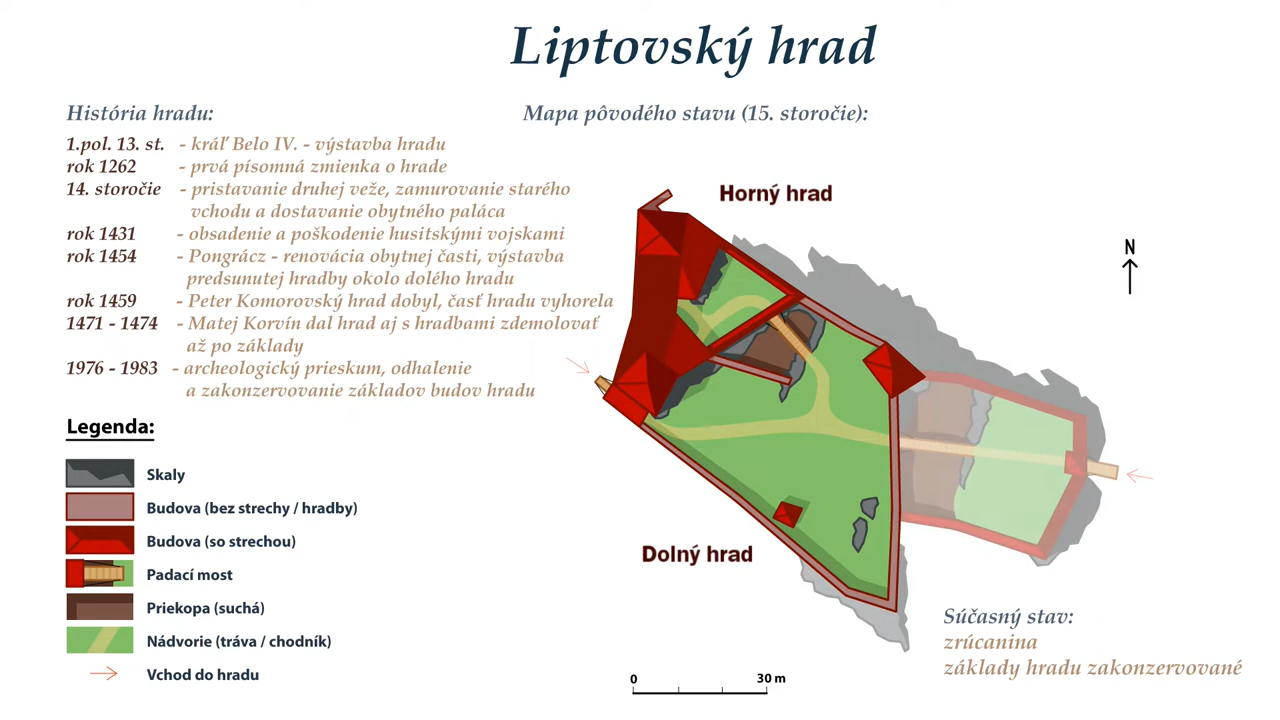 Liptovský hrad
História hradu:
1.pol. 13. st. - kráľ Belo IV. - výstavba hradu
rok 1262 - prvá písomná zmienka o hrade
14. storočie - pristavanie druhej veže, zamurovanie starého
vchodu a dostavanie obytného paláca
rok 1431 - obsadenie a poškodenie husitskými vojskami
rok 1454 - Pongrácz - renovácia obytnej časti, výstavba
predsunutej hradby okolo dolého hradu
rok 1459 - Peter Komorovský hrad dobyl, časť hradu vyhorela
1471 - 1474 - Matej Korvín dal hrad aj s hradbami zdemolovať
až po základy
1976 - 1983 - archeologický prieskum, odhalenie
a zakonzervovanie základov budov hradu
Legenda:
Skaly
Budova (bez strechy / hradby)
Budova (so strechou)
Padací most
Priekopa (suchá)
Nádvorie (tráva / chodník)
Vchod do hradu
Mapa pôvodého stavu (15. storočie):
Horný hrad
N
Dolný hrad
0 30 m
Súčasný stav:
zrúcanina
základy hradu zakonzervované